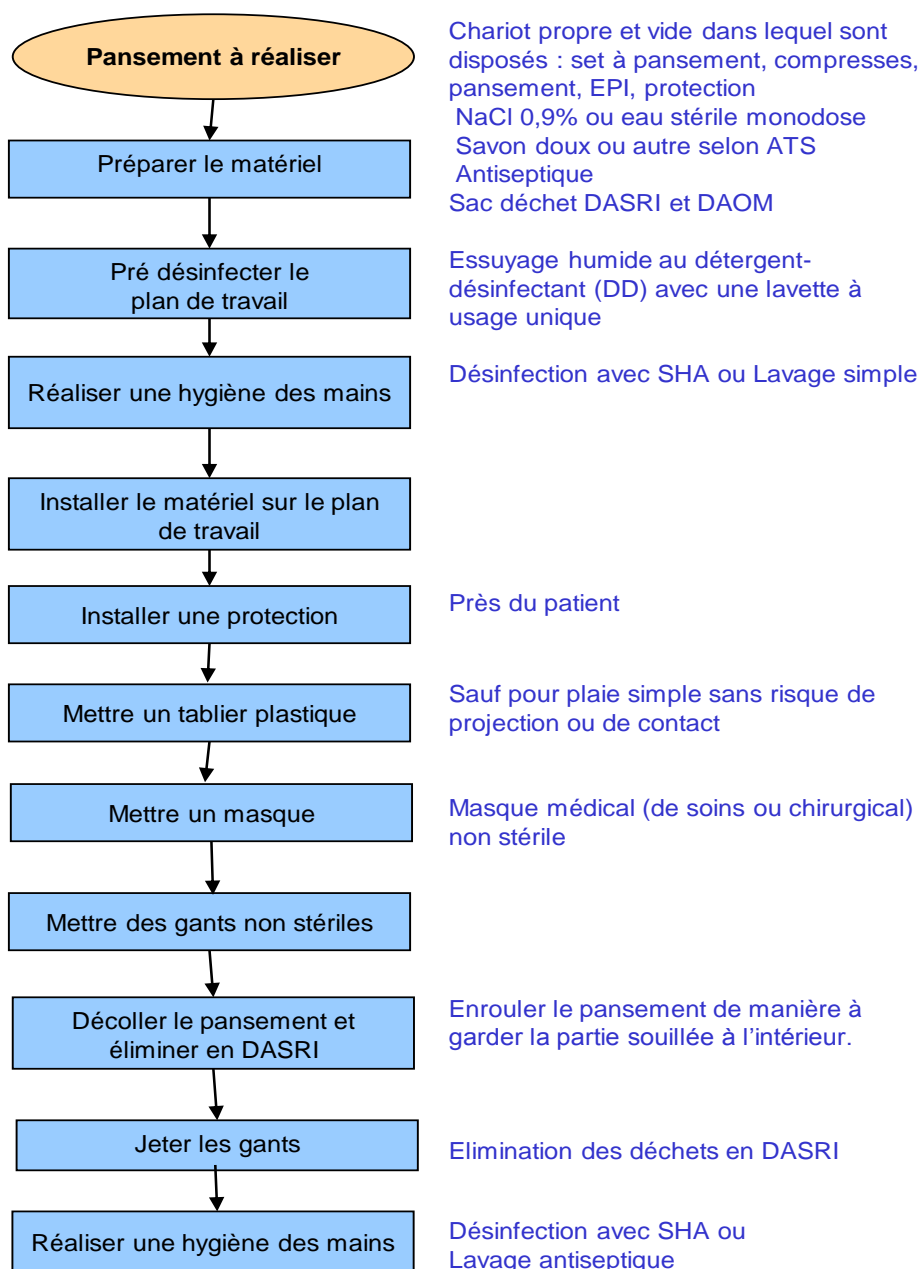 Pansement à réaliser
Chariot propre et vide dans lequel sont
disposés : set à pansement, compresses,
pansement, EPI, protection
NaCl 0,9% ou eau stérile monodose
Savon doux ou autre selon ATS
Antiseptique
Sac déchet DASRI et DAOM
Préparer le matériel
Pré désinfecter le
plan de travail
Essuyage humide au détergent-
désinfectant (DD) avec une lavette à
usage unique
Réaliser une hygiène des mains
Désinfection avec SHA ou Lavage simple
Installer le matériel sur le plan
de travail
Installer une protection
Près du patient
Mettre un tablier plastique
Sauf pour plaie simple sans risque de
projection ou de contact
Mettre un masque
Masque médical (de soins ou chirurgical)
non stérile
Mettre des gants non stériles
Décoller le pansement et
éliminer en DASRI
Enrouler le pansement de manière à
garder la partie souillée à l'intérieur.
Jeter les gants
Elimination des déchets en DASRI
Réaliser une hygiène des mains
Désinfection avec SHA ou
Lavage antiseptique